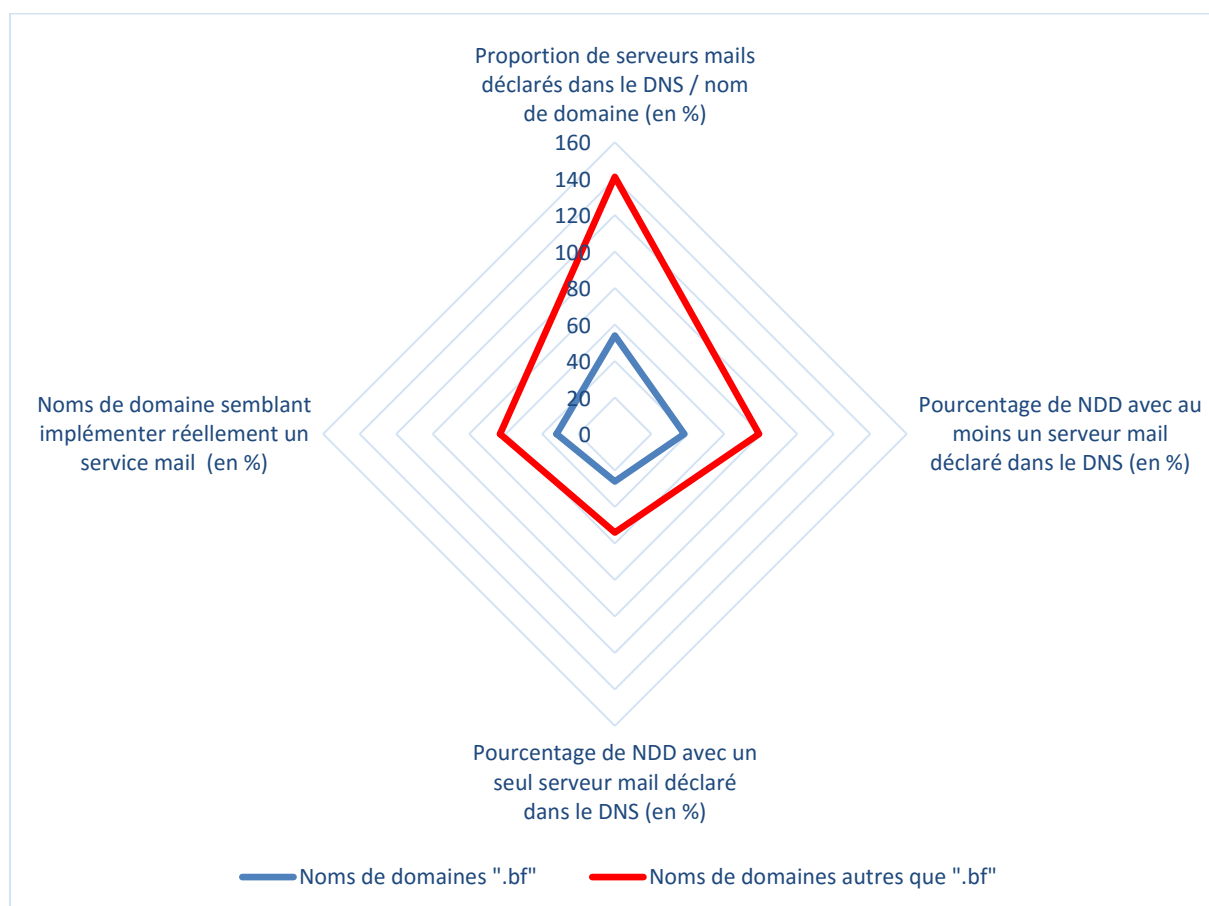 Proportion de serveurs mails
déclarés dans le DNS / nom
de domaine (en %)
160
140
120
100
80
60
40
20
0
Noms de domaine semblant
implémenter réellement un
service mail  (en %)
Pourcentage de NDD avec au
moins un serveur mail
déclaré dans le DNS (en %)
Pourcentage de NDD avec un
seul serveur mail déclaré
dans le DNS (en %)
Noms de domaines ".bf"
Noms de domaines autres que ".bf"